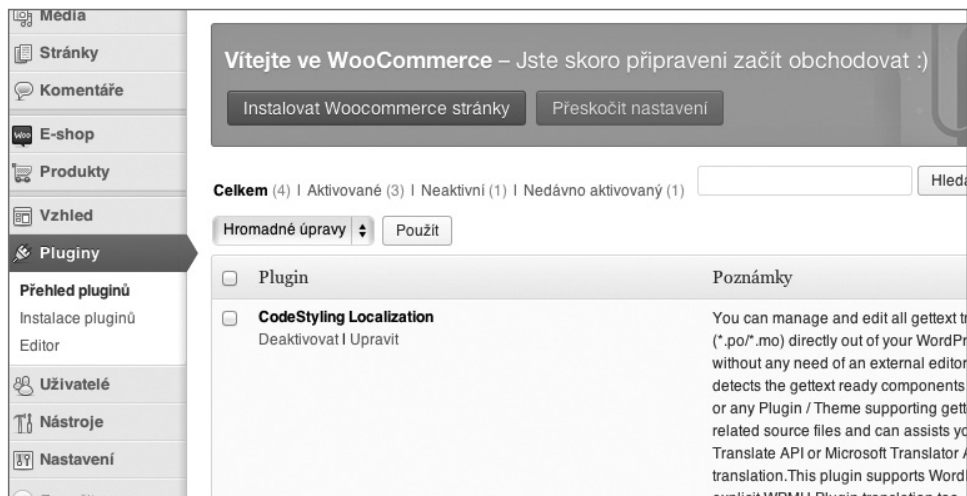 Média
Stránky
Komentáře
Woo E-shop
Produkty
Vzhled
Pluginy
Přehled pluginů
Instalace pluginů
Editor
Uživatelé
Nástroje
Nastavení
Vítejte ve WooCommerce – Jste skoro připraveni začít obchodovat :)
Instalovat Woocommerce stránky Přeskočit nastavení
Celkem (4) | Aktivované (3) | Neaktivní (1) | Nedávno aktivovaný (1)
Hromadné úpravy Použít
Plugin Poznámky
CodeStyling Localization
Deaktivovat | Upravit
You can manage and edit all gettext
(*.po/*.mo) directly out of your
without any need of an external editor
detects the gettext ready components
or any Plugin / Theme supporting
related source files and can assists
Translate API or Microsoft Translator
translation.This plugin supports